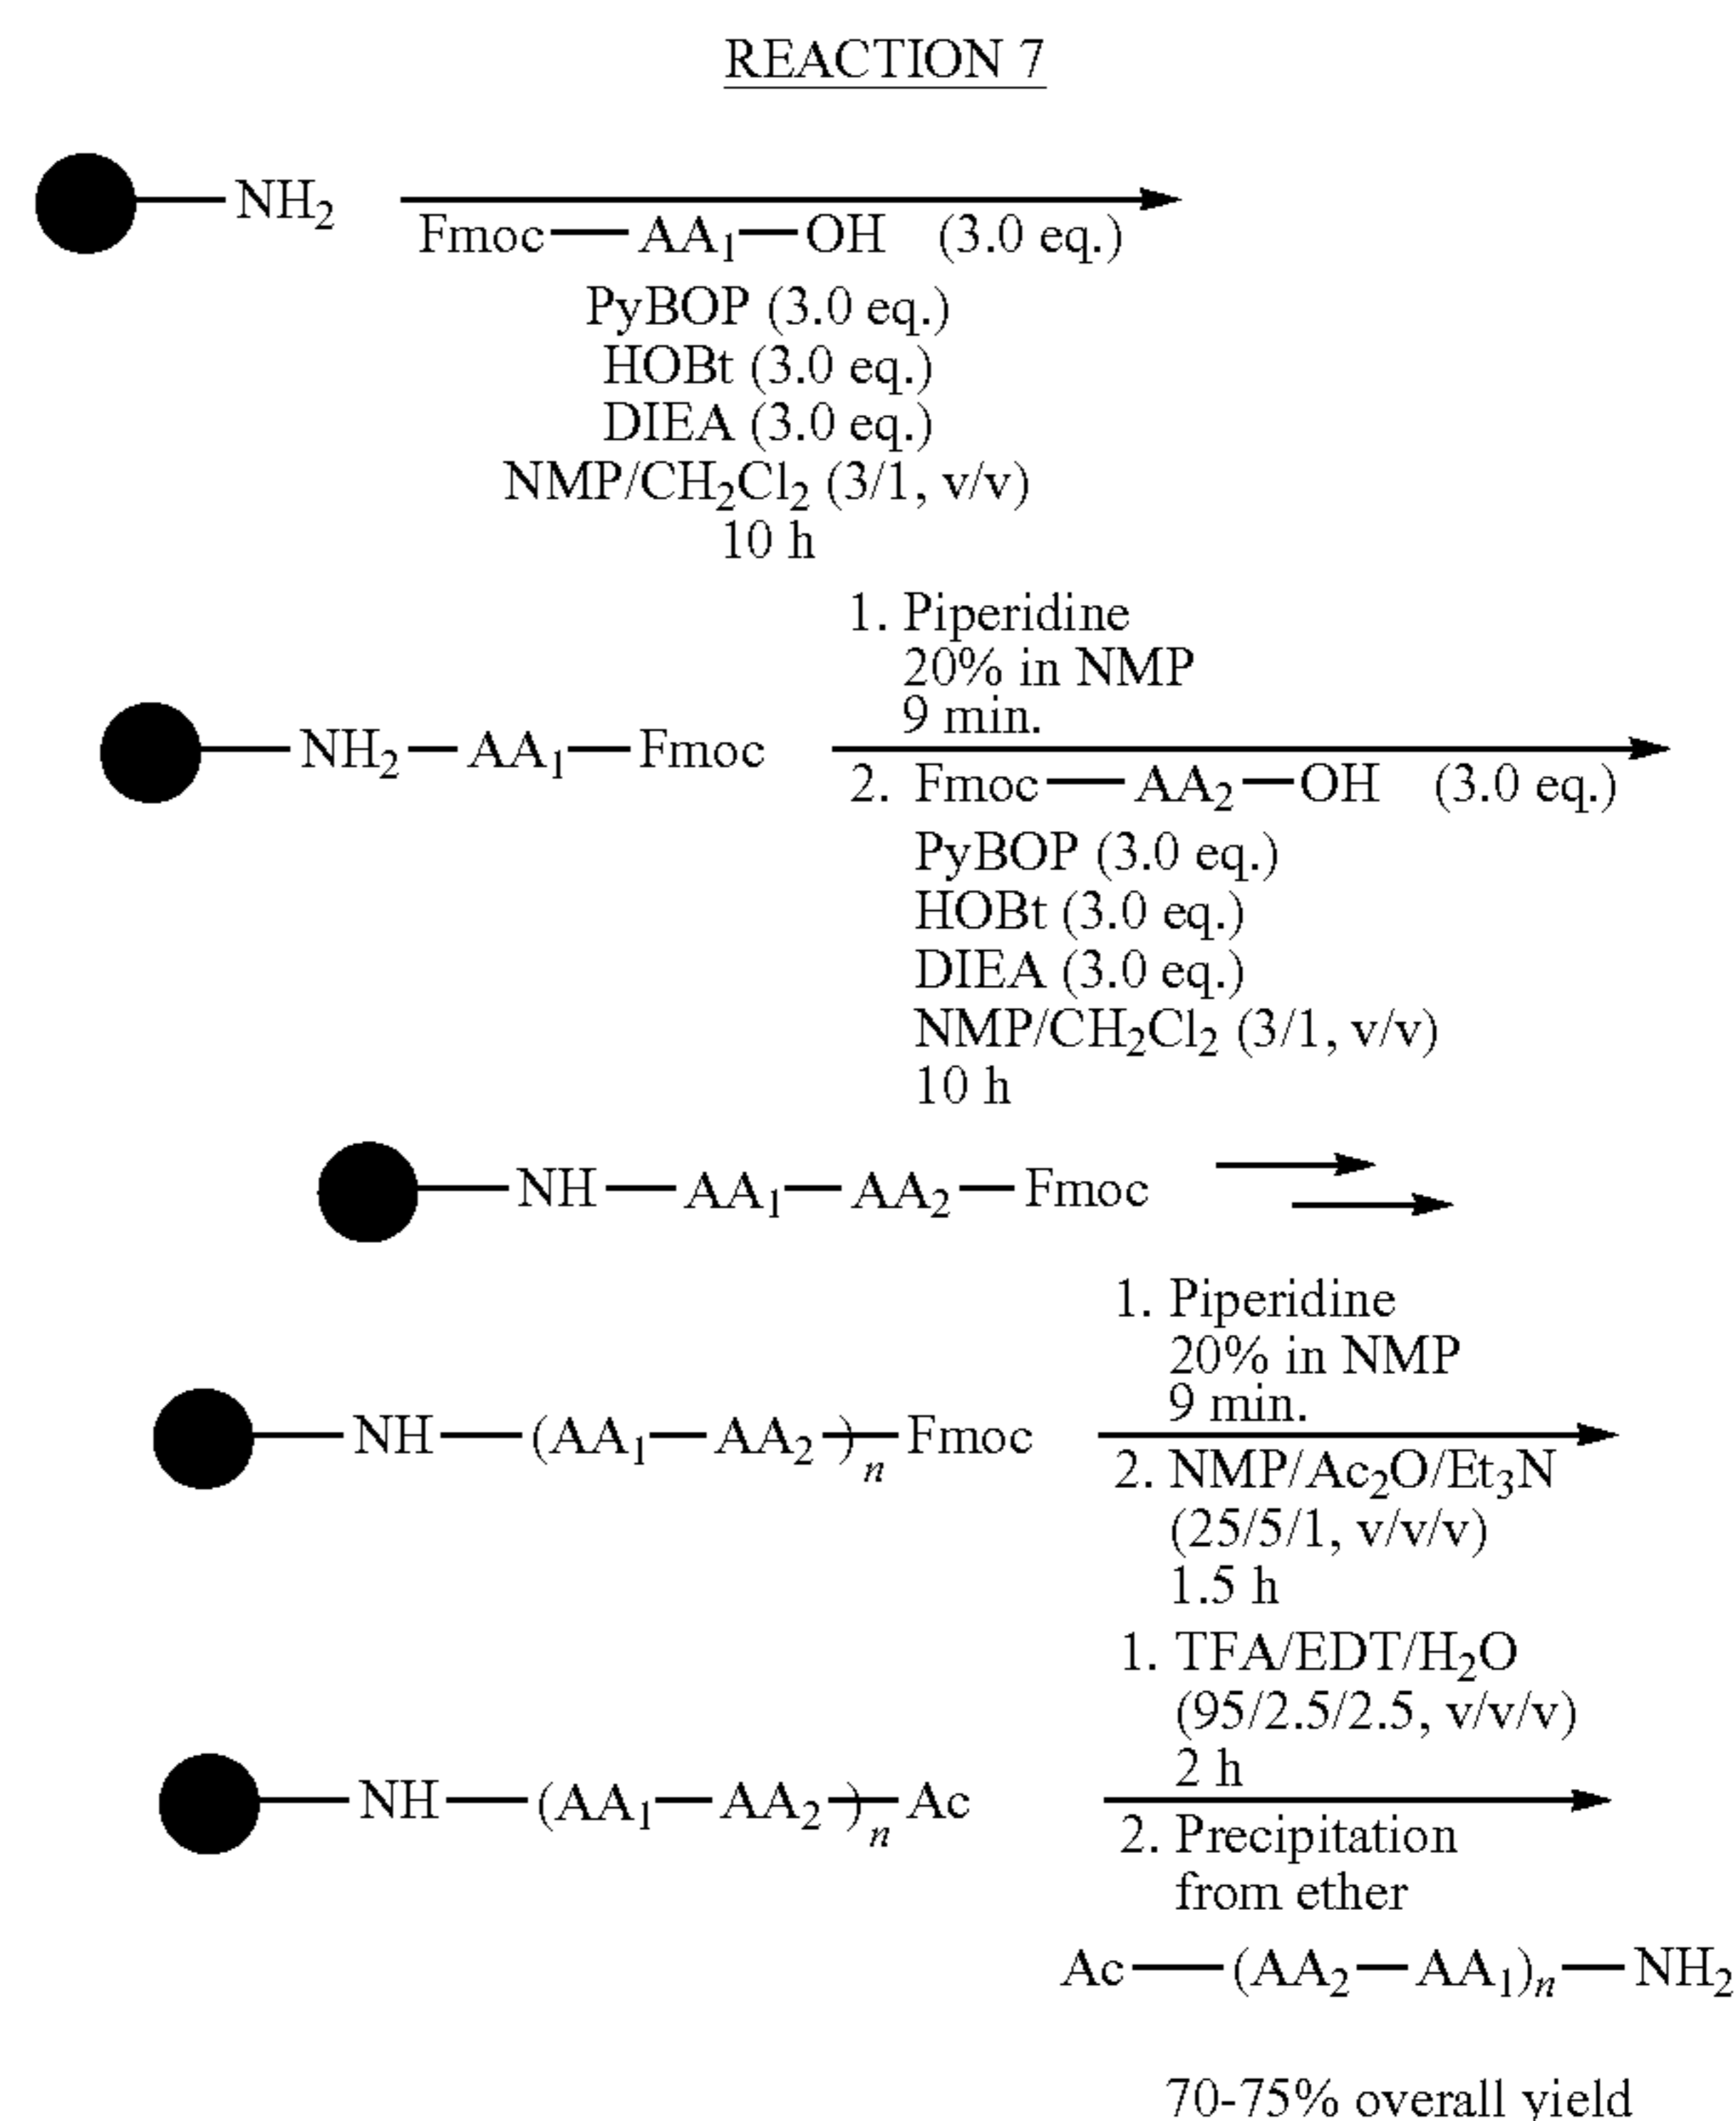 REACTION 7
NH2
Fmoc—AA1—OH (3.0 eq.)
PyBOP (3.0 eq.)
HOBt (3.0 eq.)
DIEA (3.0 eq.)
NMP/CH2Cl2 (3/1, v/v)
10 h
1. Piperidine
20% in NMP
9 min.
NH2—AA1—Fmoc
2. Fmoc—AA2—OH (3.0 eq.)
PyBOP (3.0 eq.)
HOBt (3.0 eq.)
DIEA (3.0 eq.)
NMP/CH2Cl2 (3/1, v/v)
10 h
NH—AA1—AA2—Fmoc
1. Piperidine
20% in NMP
9 min.
NH—(AA1—AA2)n—Fmoc
2. NMP/Ac2O/Et3N
(25/5/1, v/v/v)
1.5 h
1. TFA/EDT/H2O
(95/2.5/2.5, v/v/v)
2 h
NH—(AA1—AA2)n—Ac
2. Precipitation
from ether
Ac—(AA2—AA1)n—NH2
70-75% overall yield